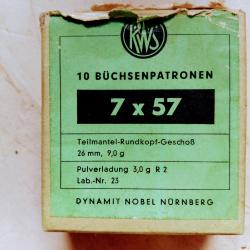 RWS
10 BÜCHSENPATRONEN
7 x 57
Teilmantel-Rundkopf-Geschoß
26 mm, 9,0 g
Pulverladung 3,0 g R 2
Lab.-Nr. 23
DYNAMIT NOBEL NÜRNBERG